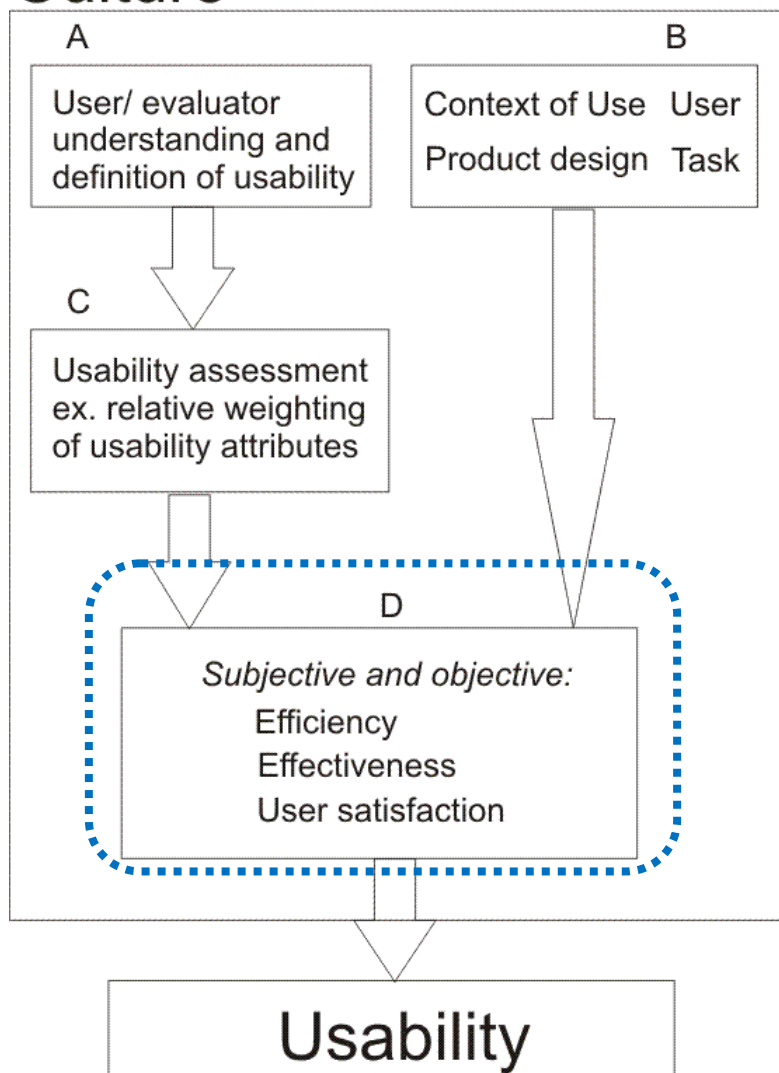 A
B
User/ evaluator
understanding and
definition of usability
Context of Use User
Product design Task
C
Usability assessment
ex. relative weighting
of usability attributes
D
Subjective and objective:
Efficiency
Effectiveness
User satisfaction
Usability